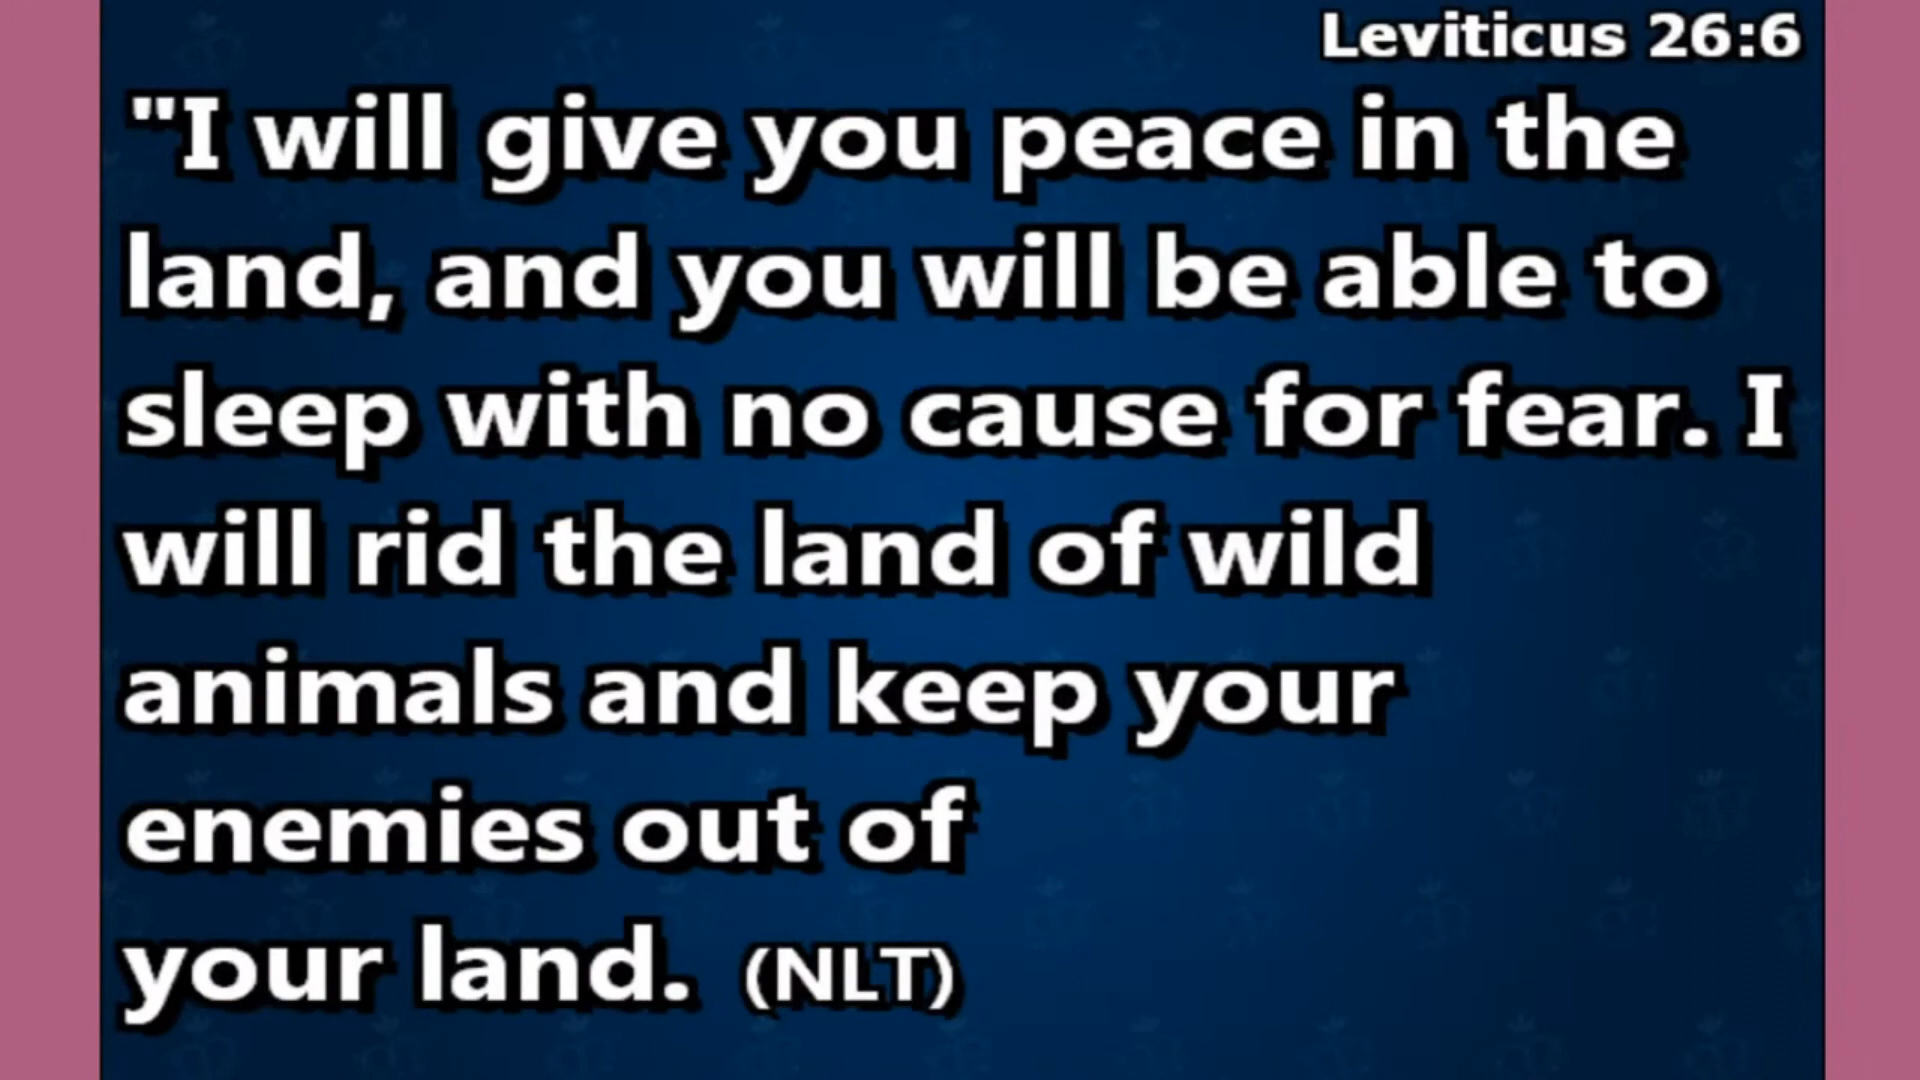 Leviticus 26:6
"I will give you peace in the
land, and you will be able to
sleep with no cause for fear. I
will rid the land of wild
animals and keep your
enemies out of
your land. (NLT)